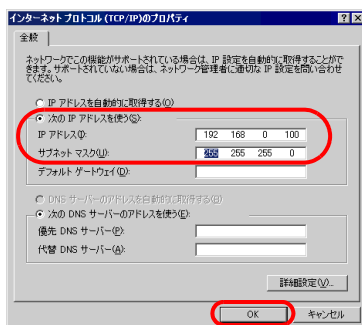 インターネット プロトコル (TCP/IP)のプロパティ
全般
ネットワークでこの機能がサポートされている場合は、IP 設定を自動的に取得することがで
きます。サポートされていない場合は、ネットワーク管理者に適切な IP 設定を問い合わせ
てください。
IP アドレスを自動的に取得する(O)
次の IP アドレスを使う(S):
IP アドレス(I): 192 168 0 100
サブネット マスク(U): 255 255 255 0
デフォルト ゲートウェイ(D):
DNS サーバーのアドレスを自動的に取得する(B)
次の DNS サーバーのアドレスを使う(E):
優先 DNS サーバー(P):
代替 DNS サーバー(A):
詳細設定(V)...
OK キャンセル